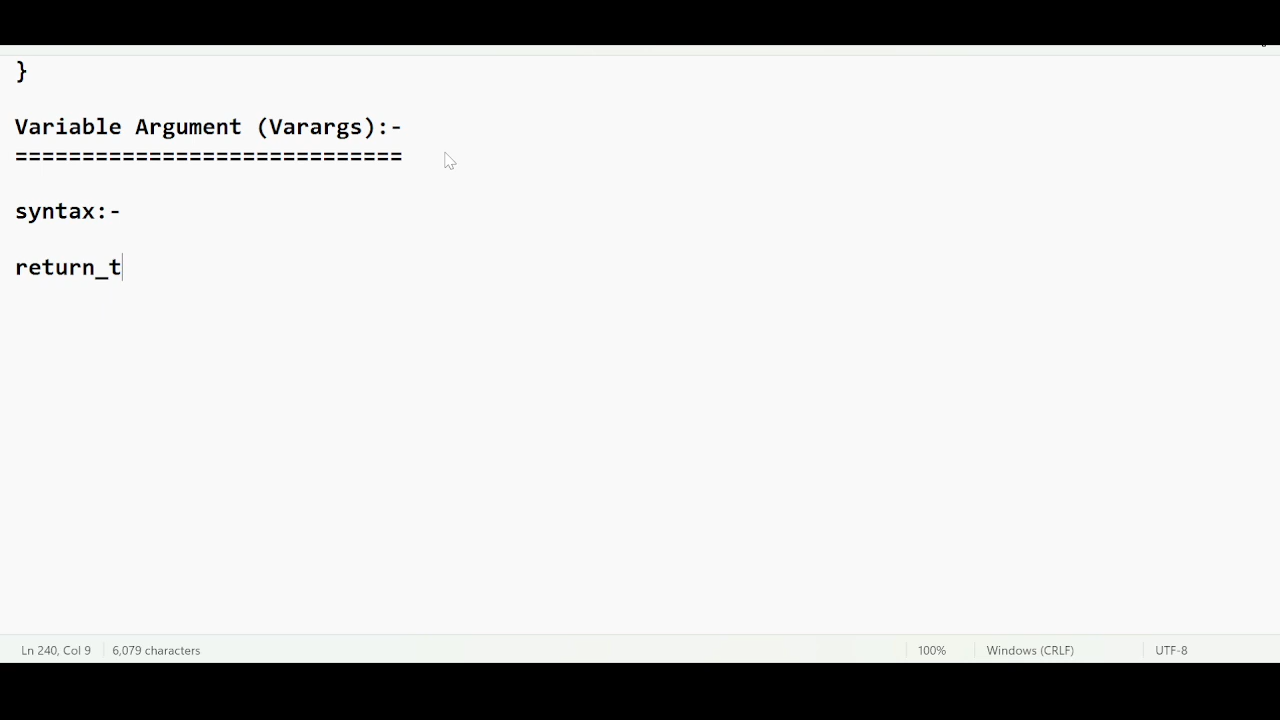 }
Variable Argument (Varargs):-
=============================
syntax:-
return_t
Ln 240, Col 9 6,079 characters 100% Windows (CRLF) UTF-8